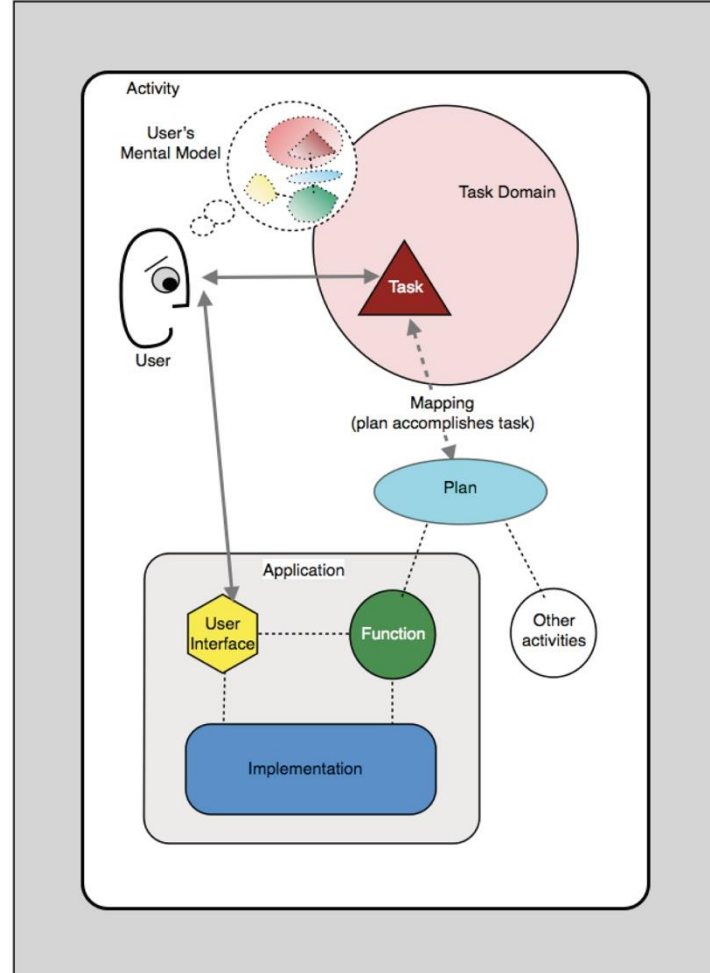 Activity
User's
Mental Model
Task Domain
Task
User
Mapping
(plan accomplishes task)
Plan
Application
User
Interface
Function
Other
activities
Implementation